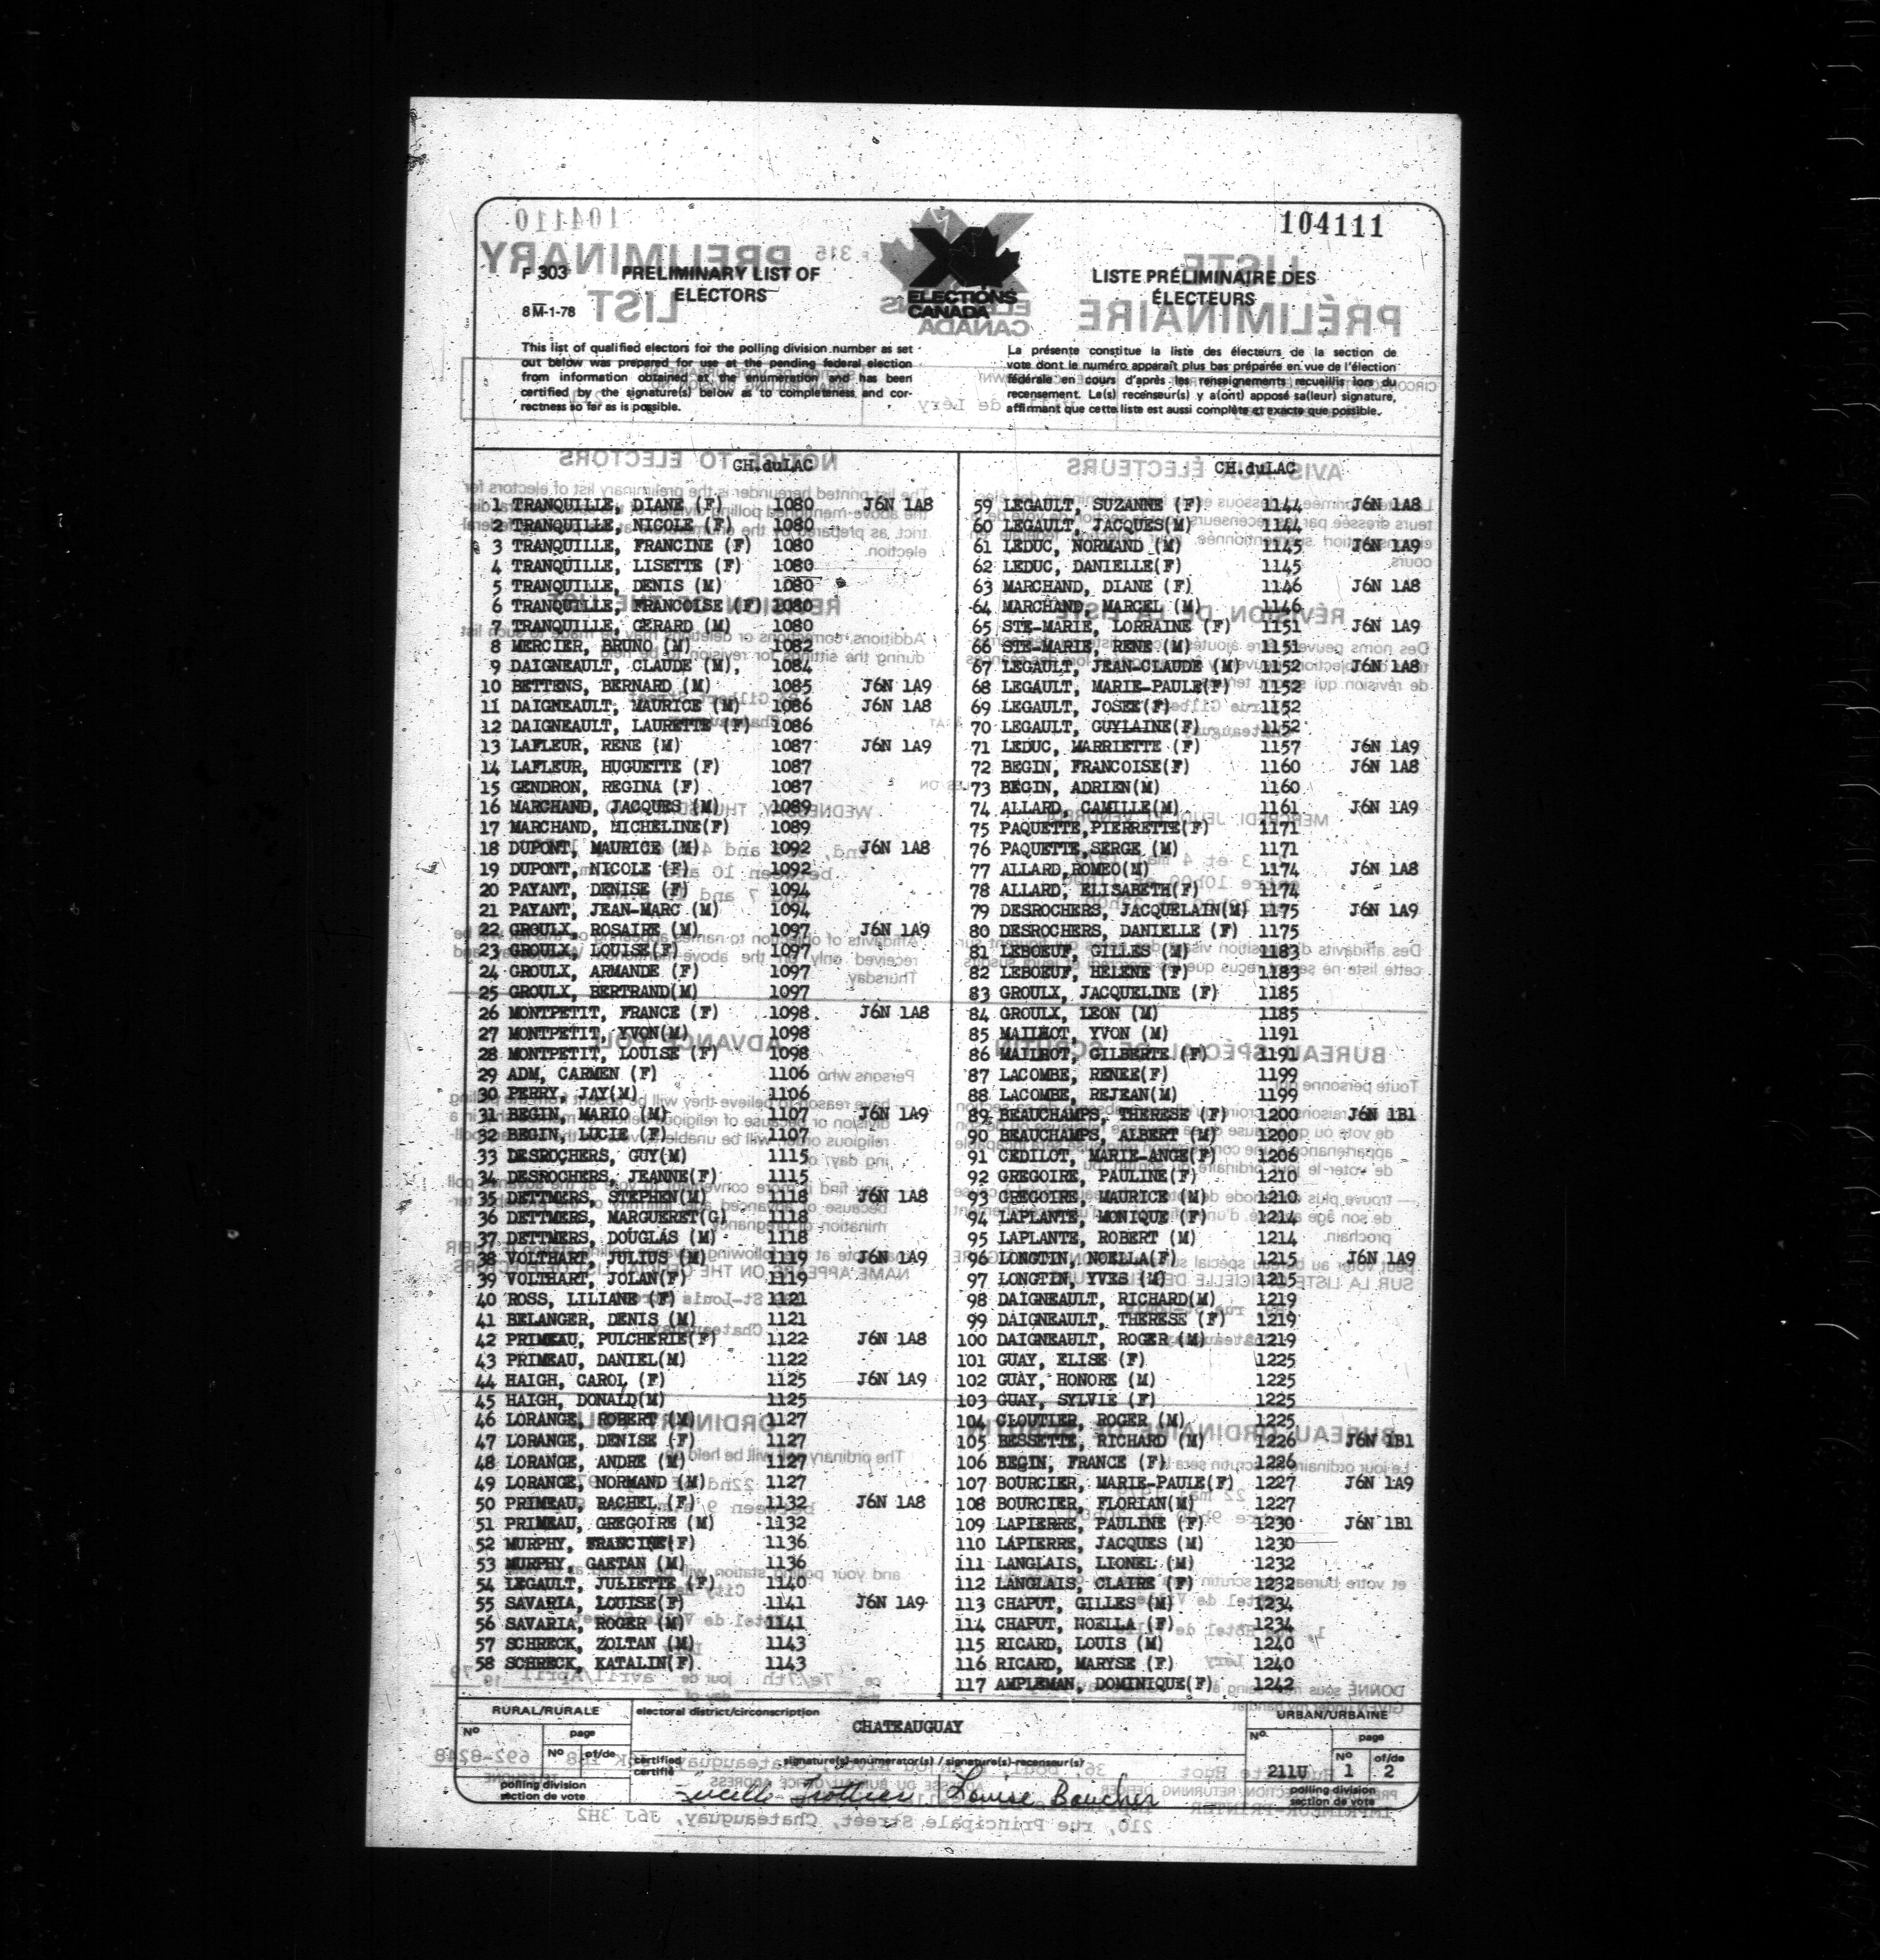 104111
F 303 PRELIMINARY LIST OF
ELECTORS
8M-1-78
ELECTIONS
CANADA
LISTE PRÉLIMINAIRE DES
ÉLECTEURS
This list of qualified electors for the polling division number as set
out below was prepared for use at the pending federal election
from information obtained at the enumeration and has been
certified by the signature(s) below as to completeness and cor-
rectness so far as is possible.
La présente constitue la liste des électeurs de la section de
vote dont le numéro apparaît plus bas préparée en vue de l'élection
fédérale en cours d'après les renseignements recueillis lors du
recensement. Le(s) recenseur(s) y a(ont) apposé sa(leur) signature,
affirmant que cette liste est aussi complète et exacte que possible.
CH.duLAC
1 TRANQUILLE, DIANE (F) 1080 J6N 1A8
2 TRANQUILLE, NICOLE (F) 1080
3 TRANQUILLE, FRANCINE (F) 1080
4 TRANQUILLE, LISETTE (F) 1080
5 TRANQUILLE, DENIS (M) 1080
6 TRANQUILLE, FRANCOISE (F) 1080
7 TRANQUILLE, GERARD (M) 1080
8 MERCIER, BRUNO (M) 1082
9 DAIGNEAULT, CLAUDE (M), 1084
10 BETTENS, BERNARD (M) 1085 J6N 1A9
11 DAIGNEAULT, MAURICE (M) 1086 J6N 1A8
12 DAIGNEAULT, LAURETTE (F) 1086
13 LAFLEUR, RENE (M) 1087 J6N 1A9
14 LAFLEUR, HUGUETTE (F) 1087
15 GENDRON, REGINA (F) 1087
16 MARCHAND, JACQUES (M) 1089
17 MARCHAND, MICHELINE(F) 1089
18 DUPONT, MAURICE (M) 1092 J6N 1A8
19 DUPONT, NICOLE (F) 1092
20 PAYANT, DENISE (F) 1094
21 PAYANT, JEAN-MARC (M) 1094
22 GROULX, ROSAIRE (M) 1097 J6N 1A9
23 GROULX, LOUISE(F) 1097
24 GROULX, ARMANDE (F) 1097
25 GROULX, BERTRAND(M) 1097
26 MONTPETIT, FRANCE (F) 1098 J6N 1A8
27 MONTPETIT, YVON(M) 1098
28 MONTPETIT, LOUISE (F) 1098
29 ADM, CARMEN (F) 1106
30 PERRY, JAY(M) 1106
31 BEGIN, MARIO (M) 1107 J6N 1A9
32 BEGIN, LUCIE (F) 1107
33 DESROCHERS, GUY(M) 1115
34 DESROCHERS, JEANNE(F) 1115
35 DETTMERS, STEPHEN(M) 1118 J6N 1A8
36 DETTMERS, MARGUERET(G) 1118
37 DETTMERS, DOUGLAS (M) 1118
38 VOLTHART, JULIUS (M) 1119 J6N 1A9
39 VOLTHART, JOLAN(F) 1119
40 ROSS, LILIANE (F) 1121
41 BELANGER, DENIS (M) 1121
42 PRIMEAU, PULCHERIE(F) 1122 J6N 1A8
43 PRIMEAU, DANIEL(M) 1122
44 HAIGH, CAROL (F) 1125 J6N 1A9
45 HAIGH, DONALD(M) 1125
46 LORANGE, ROBERT (M) 1127
47 LORANGE, DENISE (F) 1127
48 LORANGE, ANDRE (M) 1127
49 LORANGE, NORMAND (M) 1127
50 PRIMEAU, RACHEL (F) 1132 J6N 1A8
51 PRIMEAU, GREGOIRE (M) 1132
52 MURPHY, FRANCINE(F) 1136
53 MURPHY, GAETAN (M) 1136
54 LEGAULT, JULIETTE (F) 1140
55 SAVARIA, LOUISE(F) 1141 J6N 1A9
56 SAVARIA, ROGER (M) 1141
57 SCHRECK, ZOLTAN (M) 1143
58 SCHRECK, KATALIN(F) 1143
CH.duLAC
59 LEGAULT, SUZANNE (F) 1144 J6N 1A8
60 LEGAULT, JACQUES(M) 1144
61 LEDUC, NORMAND (M) 1145 J6N 1A9
62 LEDUC, DANIELLE(F) 1145
63 MARCHAND, DIANE (F) 1146 J6N 1A8
64 MARCHAND, MARCEL (M) 1146
65 STE-MARIE, LORRAINE (F) 1151 J6N 1A9
66 STE-MARIE, RENE (M) 1151
67 LEGAULT, JEAN-CLAUDE (M) 1152 J6N 1A8
68 LEGAULT, MARIE-PAULE(F) 1152
69 LEGAULT, JOSEE(F) 1152
70 LEGAULT, GUYLAINE(F) 1152
71 LEDUC, MARRIETTE (F) 1157 J6N 1A9
72 BEGIN, FRANCOISE(F) 1160 J6N 1A8
73 BEGIN, ADRIEN(M) 1160
74 ALLARD, CAMILLE(M) 1161 J6N 1A9
75 PAQUETTE,PIERRETTE(F) 1171
76 PAQUETTE,SERGE (M) 1171
77 ALLARD,ROMEO(M) 1174 J6N 1A8
78 ALLARD, ELISABETH(F) 1174
79 DESROCHERS, JACQUELAIN(M) 1175 J6N 1A9
80 DESROCHERS, DANIELLE (F) 1175
81 LEBOEUF, GILLES (M) 1183
82 LEBOEUF, HELENE (F) 1183
83 GROULX, JACQUELINE (F) 1185
84 GROULX, LEON (M) 1185
85 MAILHOT, YVON (M) 1191
86 MAILHOT, GILBERTE (F) 1191
87 LACOMBE, RENEE(F) 1199
88 LACOMBE, REJEAN(M) 1199
89 BEAUCHAMPS, THERESE (F) 1200 J6N 1B1
90 BEAUCHAMPS, ALBERT (M) 1200
91 CEDILOT, MARIE-ANGE(F) 1206
92 GREGOIRE, PAULINE(F) 1210
93 GREGOIRE, MAURICE (M) 1210
94 LAPLANTE, MONIQUE (F) 1214
95 LAPLANTE, ROBERT (M) 1214
96 LONGTIN, NOELLA(F) 1215 J6N 1A9
97 LONGTIN, YVES (M) 1215
98 DAIGNEAULT, RICHARD(M) 1219
99 DAIGNEAULT, THERESE (F) 1219
100 DAIGNEAULT, ROGER (M) 1219
101 GUAY, ELISE (F) 1225
102 GUAY, HONORE (M) 1225
103 GUAY, SYLVIE (F) 1225
104 CLOUTIER, ROGER (M) 1225
105 BESSETTE, RICHARD (M) 1226 J6N 1B1
106 BEGIN, FRANCE (F) 1226
107 BOURCIER, MARIE-PAULE(F) 1227 J6N 1A9
108 BOURCIER, FLORIAN(M) 1227
109 LAPIERRE, PAULINE (F) 1230 J6N 1B1
110 LAPIERRE, JACQUES (M) 1230
111 LANGLAIS, LIONEL (M) 1232
112 LANGLAIS, CLAIRE (F) 1232
113 CHAPUT, GILLES (M) 1234
114 CHAPUT, NOELLA (F) 1234
115 RICARD, LOUIS (M) 1240
116 RICARD, MARYSE (F) 1240
117 AMPLEMAN, DOMINIQUE(F) 1242
RURAL/RURALE
No page
No of/de
polling division
section de vote
electoral district/circonscription
CHATEAUGUAY
certified
certifié
signature(s)-enumerator(s) / signature(s)-recenseur(s)
Lucille Trottier Louise Boucher
URBAN/URBAINE
No. page
No of/de
211U 1 2
polling division
section de vote